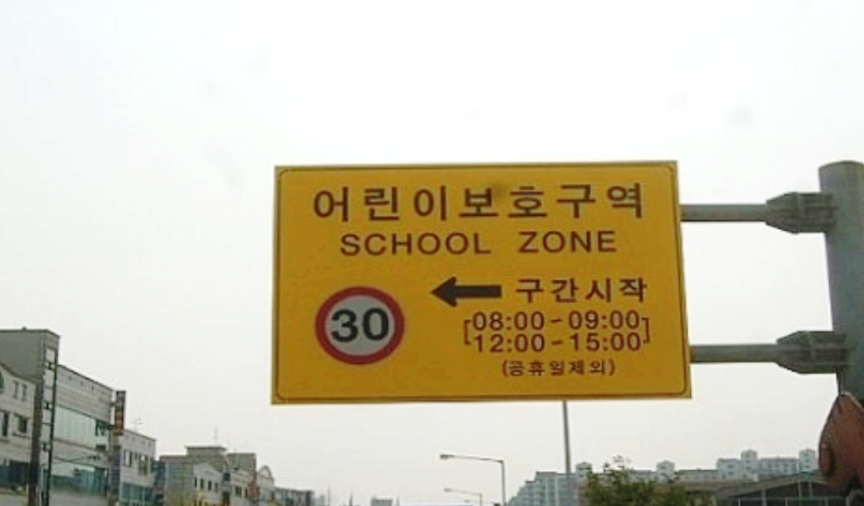 어린이보호구역
SCHOOL ZONE
30
← 구간시작
[08:00-09:00
12:00-15:00]
(공휴일제외)